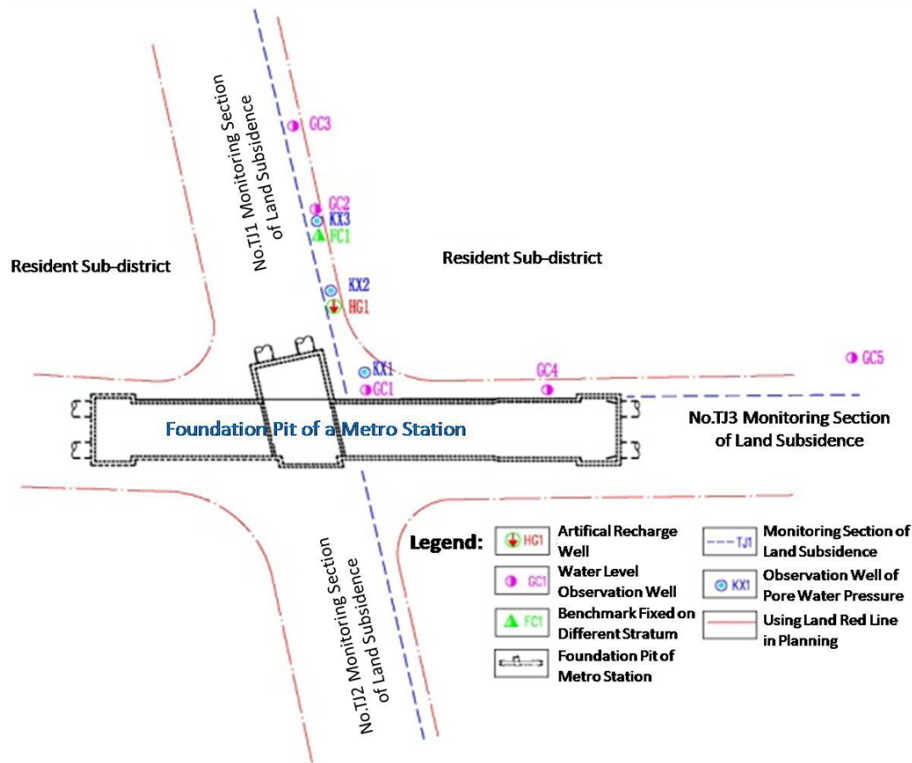 GC3
No.TJ1 Monitoring Section
of Land Subsidence
GC2
KX3
FC1
Resident Sub-district
Resident Sub-district
KX2
HG1
KX1
GC1
GC4
GC5
Foundation Pit of a Metro Station
No.TJ3 Monitoring Section
of Land Subsidence
No.TJ2 Monitoring Section
of Land Subsidence
Legend:
HG1
Artifical Recharge
Well
GC1
Water Level
Observation Well
FC1
Benchmark Fixed on
Different Stratum
Foundation Pit of
Metro Station
TJ1
Monitoring Section of
Land Subsidence
KX1
Observation Well of
Pore Water Pressure
Using Land Red Line
in Planning